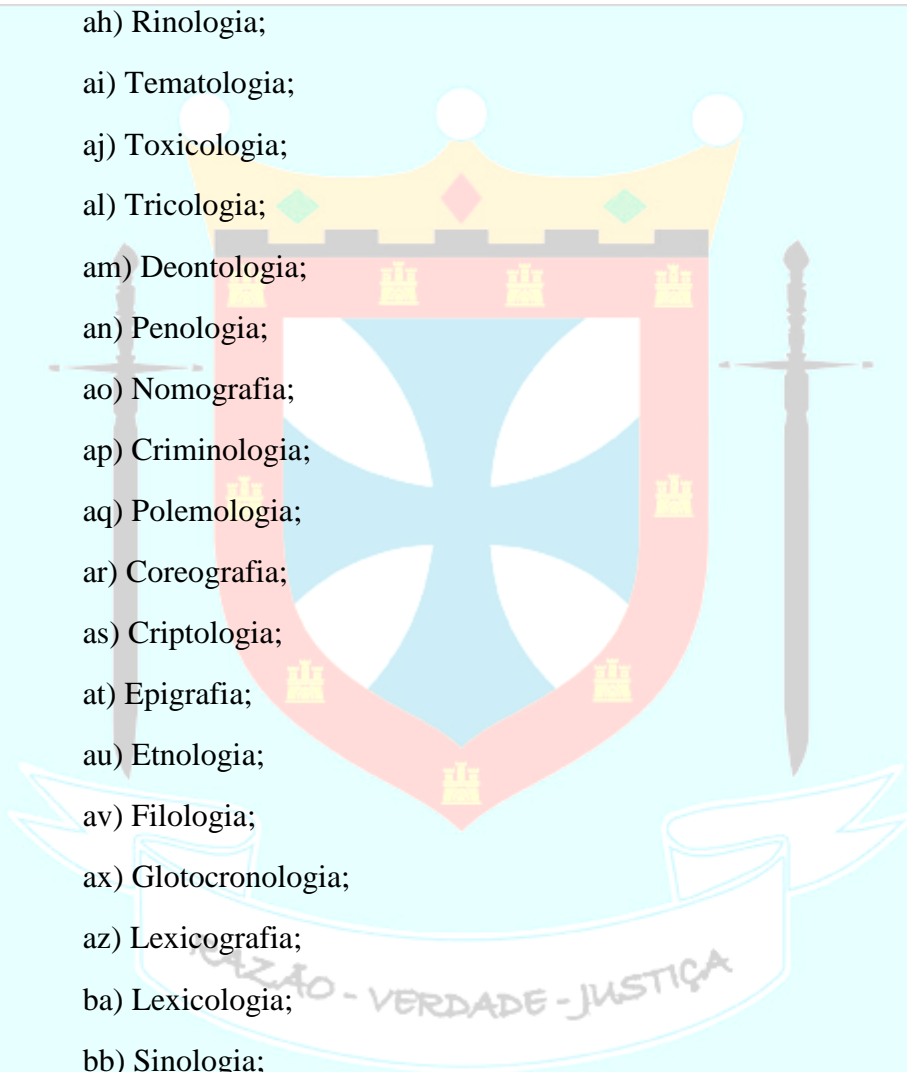 ah) Rinologia;
ai) Tematologia;
aj) Toxicologia;
al) Tricologia;
am) Deontologia;
an) Penologia;
ao) Nomografia;
ap) Criminologia;
aq) Polemologia;
ar) Coreografia;
as) Criptologia;
at) Epigrafia;
au) Etnologia;
av) Filologia;
ax) Glotocronologia;
az) Lexicografia;
ba) Lexicologia;
RAZÃO - VERDADE - JUSTIÇA
bb) Sinologia;